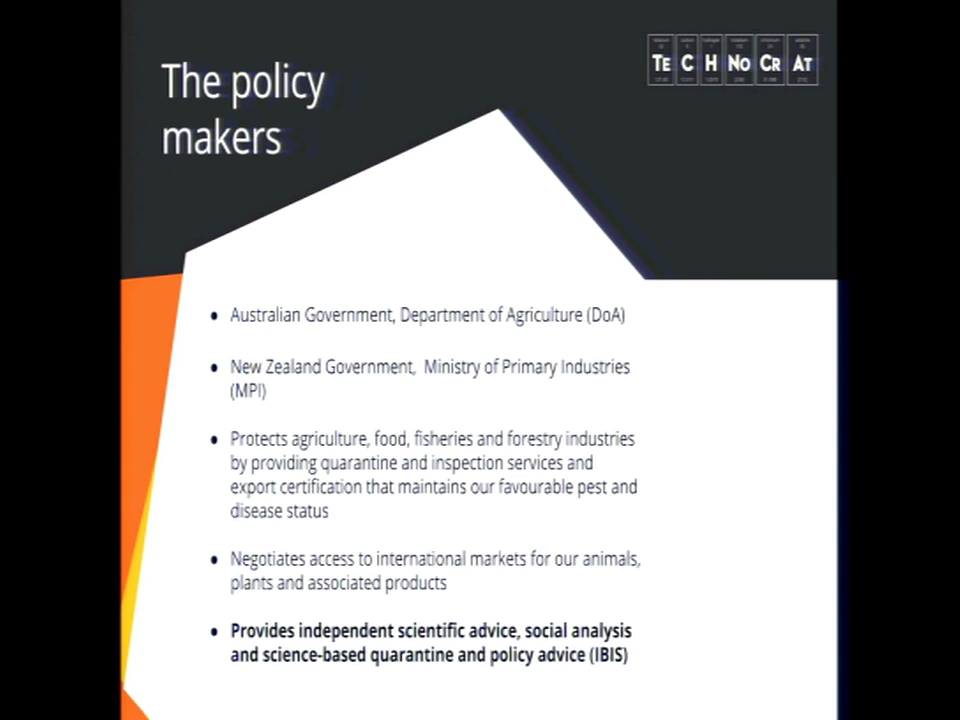 The policy
makers
TE C H NO CR AT
Australian Government, Department of Agriculture (DoA)
New Zealand Government, Ministry of Primary Industries
(MPI)
Protects agriculture, food, fisheries and forestry industries
by providing quarantine and inspection services and
export certification that maintains our favourable pest and
disease status
Negotiates access to international markets for our animals,
plants and associated products
Provides independent scientific advice, social analysis
and science-based quarantine and policy advice (IBIS)